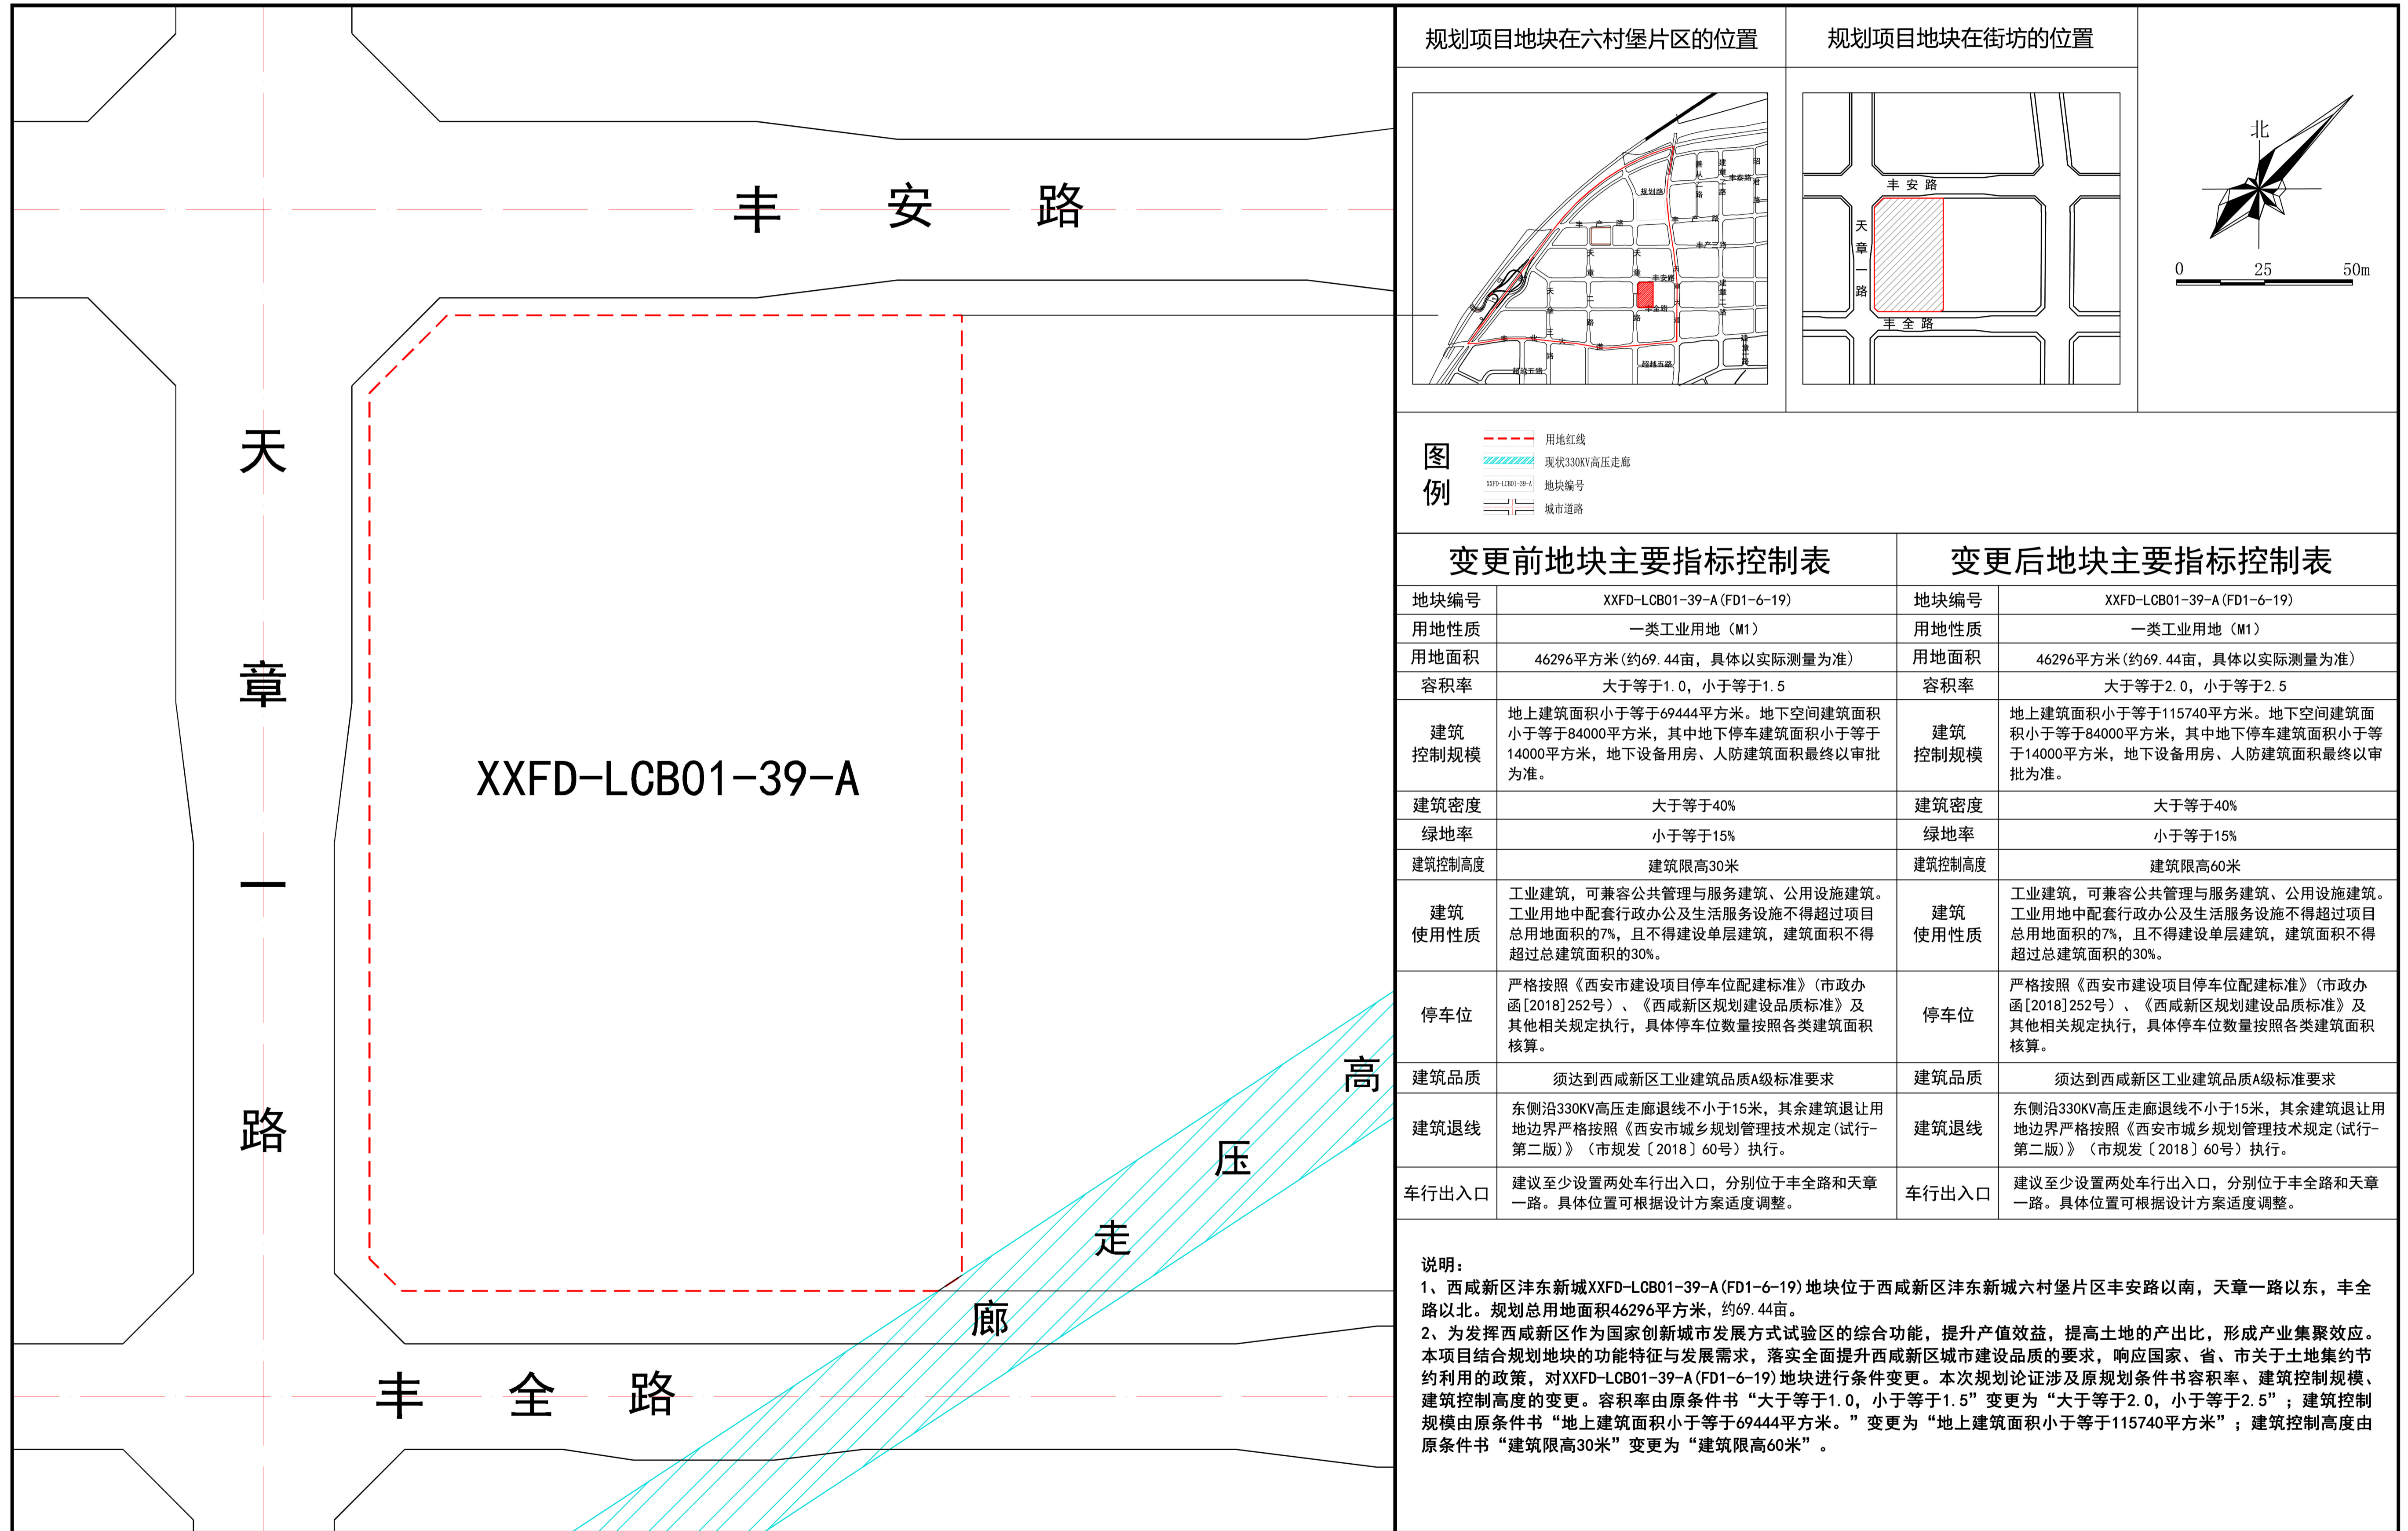 丰安路
天章一路
XXFD-LCB01-39-A
高压走廊
丰全路
规划项目地块在六村堡片区的位置
规划项目地块在街坊的位置
规划路
丰泰路
丰产路
丰产路
丰产三路
丰安路
丰全路
超越五路
超越五路
丰安路
天章一路
丰全路
北
0 25 50m
图例
用地红线
现状330KV高压走廊
XXFD-LCB01-39-A 地块编号
城市道路
变更前地块主要指标控制表
地块编号 XXFD-LCB01-39-A(FD1-6-19)
用地性质 一类工业用地（M1）
用地面积 46296平方米(约69.44亩，具体以实际测量为准)
容积率 大于等于1.0，小于等于1.5
建筑
控制规模
地上建筑面积小于等于69444平方米。地下空间建筑面积
小于等于84000平方米，其中地下停车建筑面积小于等于
14000平方米，地下设备用房、人防建筑面积最终以审批
为准。
建筑密度 大于等于40%
绿地率 小于等于15%
建筑控制高度 建筑限高30米
建筑
使用性质
工业建筑，可兼容公共管理与服务建筑、公用设施建筑。
工业用地中配套行政办公及生活服务设施不得超过项目
总用地面积的7%，且不得建设单层建筑，建筑面积不得
超过总建筑面积的30%。
停车位
严格按照《西安市建设项目停车位配建标准》（市政办
函[2018]252号）、《西咸新区规划建设品质标准》及
其他相关规定执行，具体停车位数量按照各类建筑面积
核算。
建筑品质 须达到西咸新区工业建筑品质A级标准要求
建筑退线
东侧沿330KV高压走廊退线不小于15米，其余建筑退让用
地边界严格按照《西安市城乡规划管理技术规定(试行-
第二版)》（市规发〔2018〕60号）执行。
车行出入口
建议至少设置两处车行出入口，分别位于丰全路和天章
一路。具体位置可根据设计方案适度调整。
变更后地块主要指标控制表
地块编号 XXFD-LCB01-39-A(FD1-6-19)
用地性质 一类工业用地（M1）
用地面积 46296平方米(约69.44亩，具体以实际测量为准)
容积率 大于等于2.0，小于等于2.5
建筑
控制规模
地上建筑面积小于等于115740平方米。地下空间建筑面
积小于等于84000平方米，其中地下停车建筑面积小于等
于14000平方米，地下设备用房、人防建筑面积最终以审
批为准。
建筑密度 大于等于40%
绿地率 小于等于15%
建筑控制高度 建筑限高60米
建筑
使用性质
工业建筑，可兼容公共管理与服务建筑、公用设施建筑。
工业用地中配套行政办公及生活服务设施不得超过项目
总用地面积的7%，且不得建设单层建筑，建筑面积不得
超过总建筑面积的30%。
停车位
严格按照《西安市建设项目停车位配建标准》（市政办
函[2018]252号）、《西咸新区规划建设品质标准》及
其他相关规定执行，具体停车位数量按照各类建筑面积
核算。
建筑品质 须达到西咸新区工业建筑品质A级标准要求
建筑退线
东侧沿330KV高压走廊退线不小于15米，其余建筑退让用
地边界严格按照《西安市城乡规划管理技术规定(试行-
第二版)》（市规发〔2018〕60号）执行。
车行出入口
建议至少设置两处车行出入口，分别位于丰全路和天章
一路。具体位置可根据设计方案适度调整。
说明：
1、西咸新区沣东新城XXFD-LCB01-39-A(FD1-6-19)地块位于西咸新区沣东新城六村堡片区丰安路以南，天章一路以东，丰全
路以北。规划总用地面积46296平方米，约69.44亩。
2、为发挥西咸新区作为国家创新城市发展方式试验区的综合功能，提升产值效益，提高土地的产出比，形成产业集聚效应。
本项目结合规划地块的功能特征与发展需求，落实全面提升西咸新区城市建设品质的要求，响应国家、省、市关于土地集约节
约利用的政策，对XXFD-LCB01-39-A(FD1-6-19)地块进行条件变更。本次规划论证涉及原规划条件书容积率、建筑控制规模、
建筑控制高度的变更。容积率由原条件书“大于等于1.0，小于等于1.5”变更为“大于等于2.0，小于等于2.5”；建筑控制
规模由原条件书“地上建筑面积小于等于69444平方米。”变更为“地上建筑面积小于等于115740平方米”；建筑控制高度由
原条件书“建筑限高30米”变更为“建筑限高60米”。